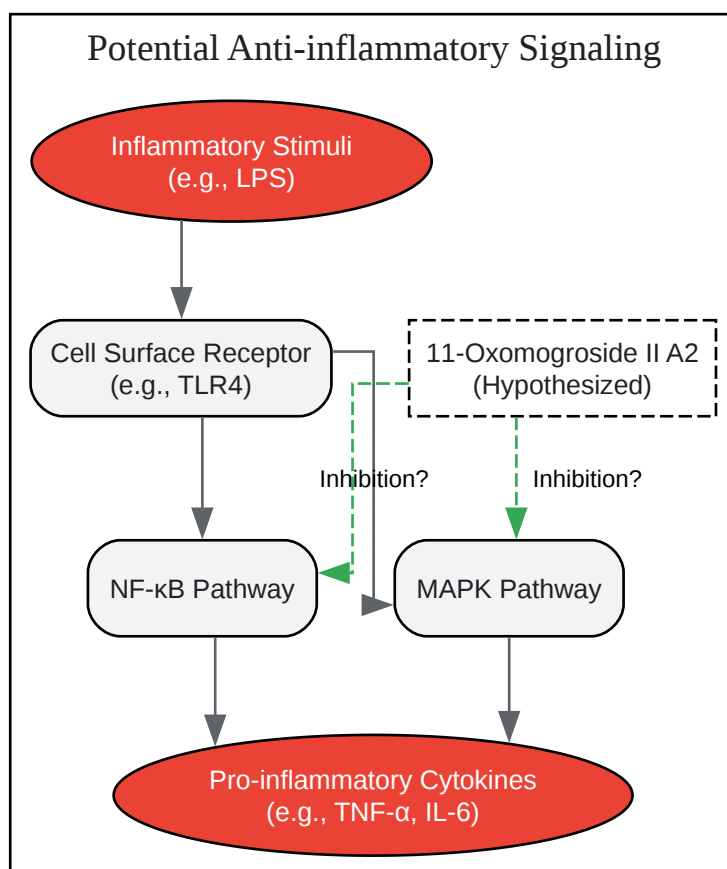 Potential Anti-inflammatory Signaling
Inflammatory Stimuli
(e.g., LPS)
Cell Surface Receptor
(e.g., TLR4)
11-Oxomogroside II A2
(Hypothesized)
Inhibition?
Inhibition?
NF-κB Pathway
MAPK Pathway
Pro-inflammatory Cytokines
(e.g., TNF-α, IL-6)